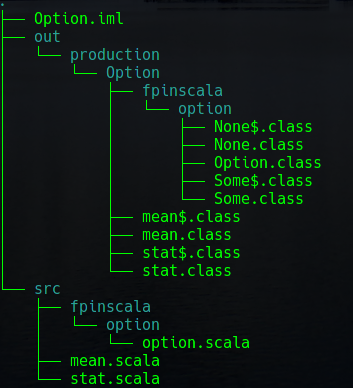 .
├── Option.iml
├── out
│   └── production
│       └── Option
│           ├── fpinscala
│           │   └── option
│           │       ├── None$.class
│           │       ├── None.class
│           │       ├── Option.class
│           │       ├── Some$.class
│           │       └── Some.class
│           ├── mean$.class
│           ├── mean.class
│           ├── stat$.class
│           └── stat.class
└── src
    ├── fpinscala
    │   └── option
    │       └── option.scala
    ├── mean.scala
    └── stat.scala